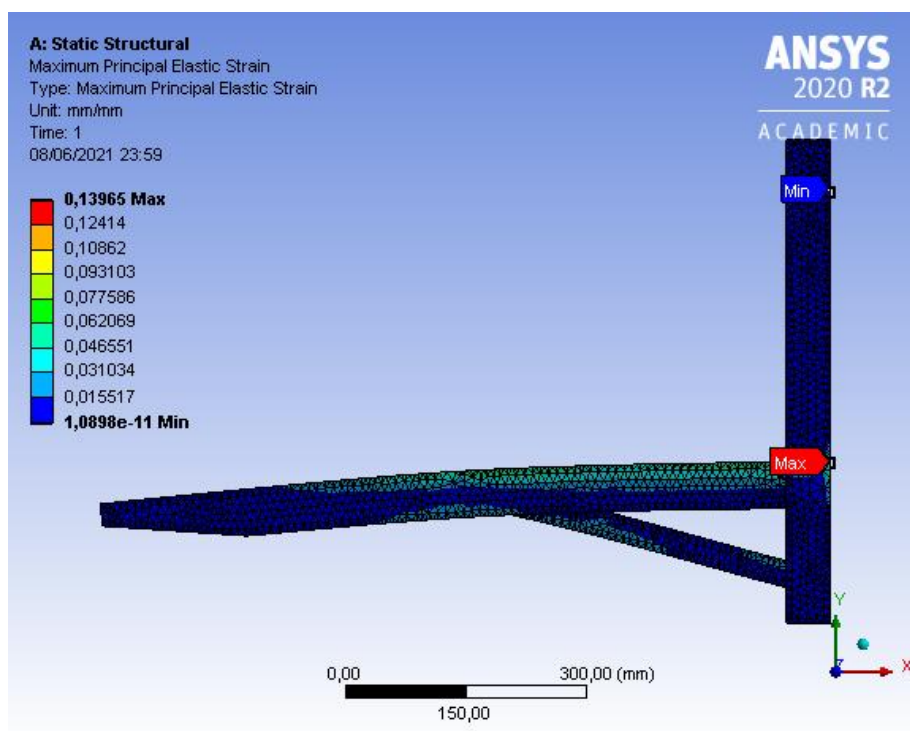 A: Static Structural
Maximum Principal Elastic Strain
Type: Maximum Principal Elastic Strain
Unit: mm/mm
Time: 1
08/06/2021 23:59
0,13965 Max
0,12414
0,10862
0,093103
0,077586
0,062069
0,046551
0,031034
0,015517
1,0898e-11 Min
ANSYS
2020 R2
ACADEMIC
Min
Max
Y
X
Z
0,00
300,00 (mm)
150,00